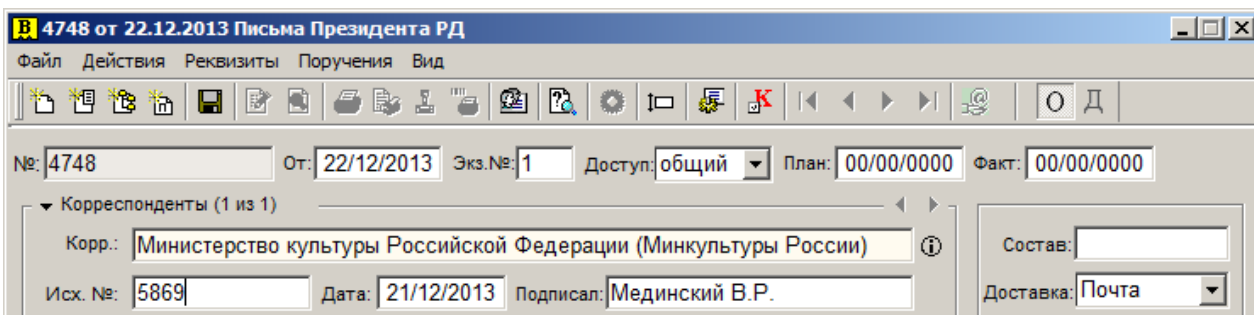 В 4748 от 22.12.2013 Письма Президента РД
Файл Действия Реквизиты Поручения Вид
К О Д
№: 4748 От: 22/12/2013 Экз.№: 1 Доступ: общий План: 00/00/0000 Факт: 00/00/0000
Корреспонденты (1 из 1)
Корр.: Министерство культуры Российской Федерации (Минкультуры России) Состав:
Исх. №: 5869 Дата: 21/12/2013 Подписал: Мединский В.Р. Доставка: Почта